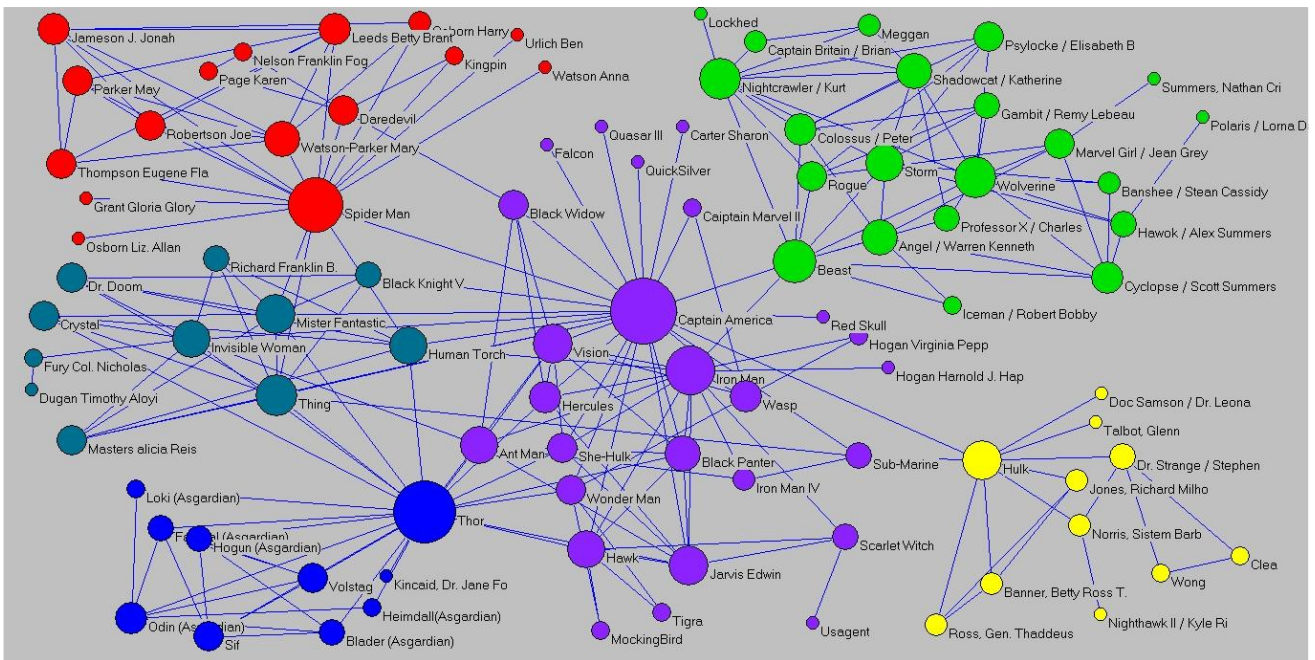 Jameson J. Jonah
Leeds Betty Brant
Osborn Harry
Urlich Ben
Nelson Franklin Fog
Kingpin
Page Karen
Watson Anna
Parker May
Daredevil
Robertson Joe
Watson-Parker Mary
Thompson Eugene Fla
Grant Gloria Glory
Spider Man
Osborn Liz. Allan
Lockhed
Meggan
Captain Britain / Brian
Psylocke / Elisabeth B
Nightcrawler / Kurt
Shadowcat / Katherine
Summers, Nathan Cri
Gambit / Remy Lebeau
Polaris / Lorna D
Colossus / Peter
Marvel Girl / Jean Grey
Storm
Rogue
Wolverine
Banshee / Stean Cassidy
Professor X / Charles
Hawok / Alex Summers
Angel / Warren Kenneth
Beast
Cyclopse / Scott Summers
Iceman / Robert Bobby
Quasar III
Carter Sharon
Falcon
QuickSilver
Black Widow
Caiptain Marvel II
Captain America
Red Skull
Hogan Virginia Pepp
Vision
Iron Man
Hogan Harnold J. Hap
Hercules
Wasp
Ant Man
She-Hulk
Black Panter
Sub-Marine
Iron Man IV
Wonder Man
Hawk
Jarvis Edwin
Scarlet Witch
Tigra
MockingBird
Usagent
Richard Franklin B.
Dr. Doom
Black Knight V
Crystal
Mister Fantastic
Invisible Woman
Human Torch
Fury Col. Nicholas
Dugan Timothy Aloyi
Thing
Masters alicia Reis
Loki (Asgardian)
Thor
Hogun (Asgardian)
Volstag
Kincaid, Dr. Jane Fo
Heimdall(Asgardian)
Odin (Asgardian)
Sif
Blader (Asgardian)
Doc Samson / Dr. Leona
Talbot, Glenn
Hulk
Dr. Strange / Stephen
Jones, Richard Milho
Norris, Sistem Barb
Clea
Wong
Banner, Betty Ross T.
Nighthawk II / Kyle Ri
Ross, Gen. Thaddeus